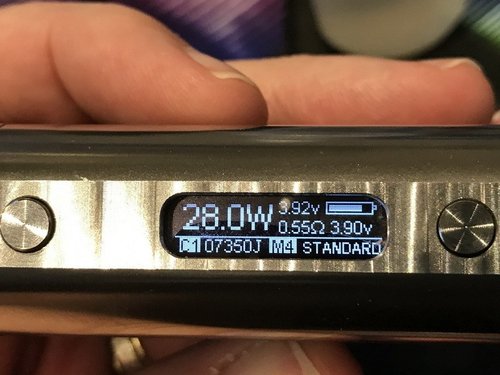 28.0W 3.92v
0.55Ω 3.90v
C1 07350J M4 STANDARD